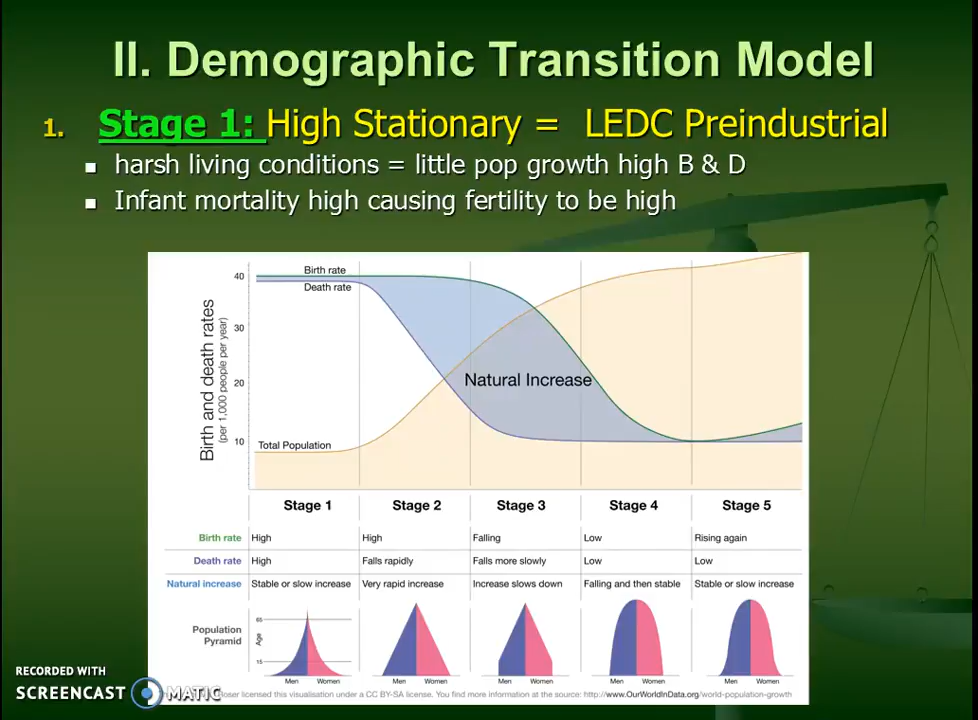 II. Demographic Transition Model
1. Stage 1: High Stationary = LEDC Preindustrial
harsh living conditions = little pop growth high B & D
Infant mortality high causing fertility to be high
Birth and death rates
(per 1,000 people per year)
40
30
20
10
Birth rate
Death rate
Natural Increase
Total Population
Stage 1 Stage 2 Stage 3 Stage 4 Stage 5
Birth rate High High Falling Low Rising again
Death rate High Falls rapidly Falls more slowly Low Low
Natural increase Stable or slow increase Very rapid increase Increase slows down Falling and then stable Stable or slow increase
Population
Pyramid
Age
65
15
Men Women Men Women Men Women Men Women Men Women
RECORDED WITH
SCREENCAST MATIC
licensed this visualisation under a CC BY-SA license. You find more information at the source: http://www.OurWorldInData.org/world-population-growth